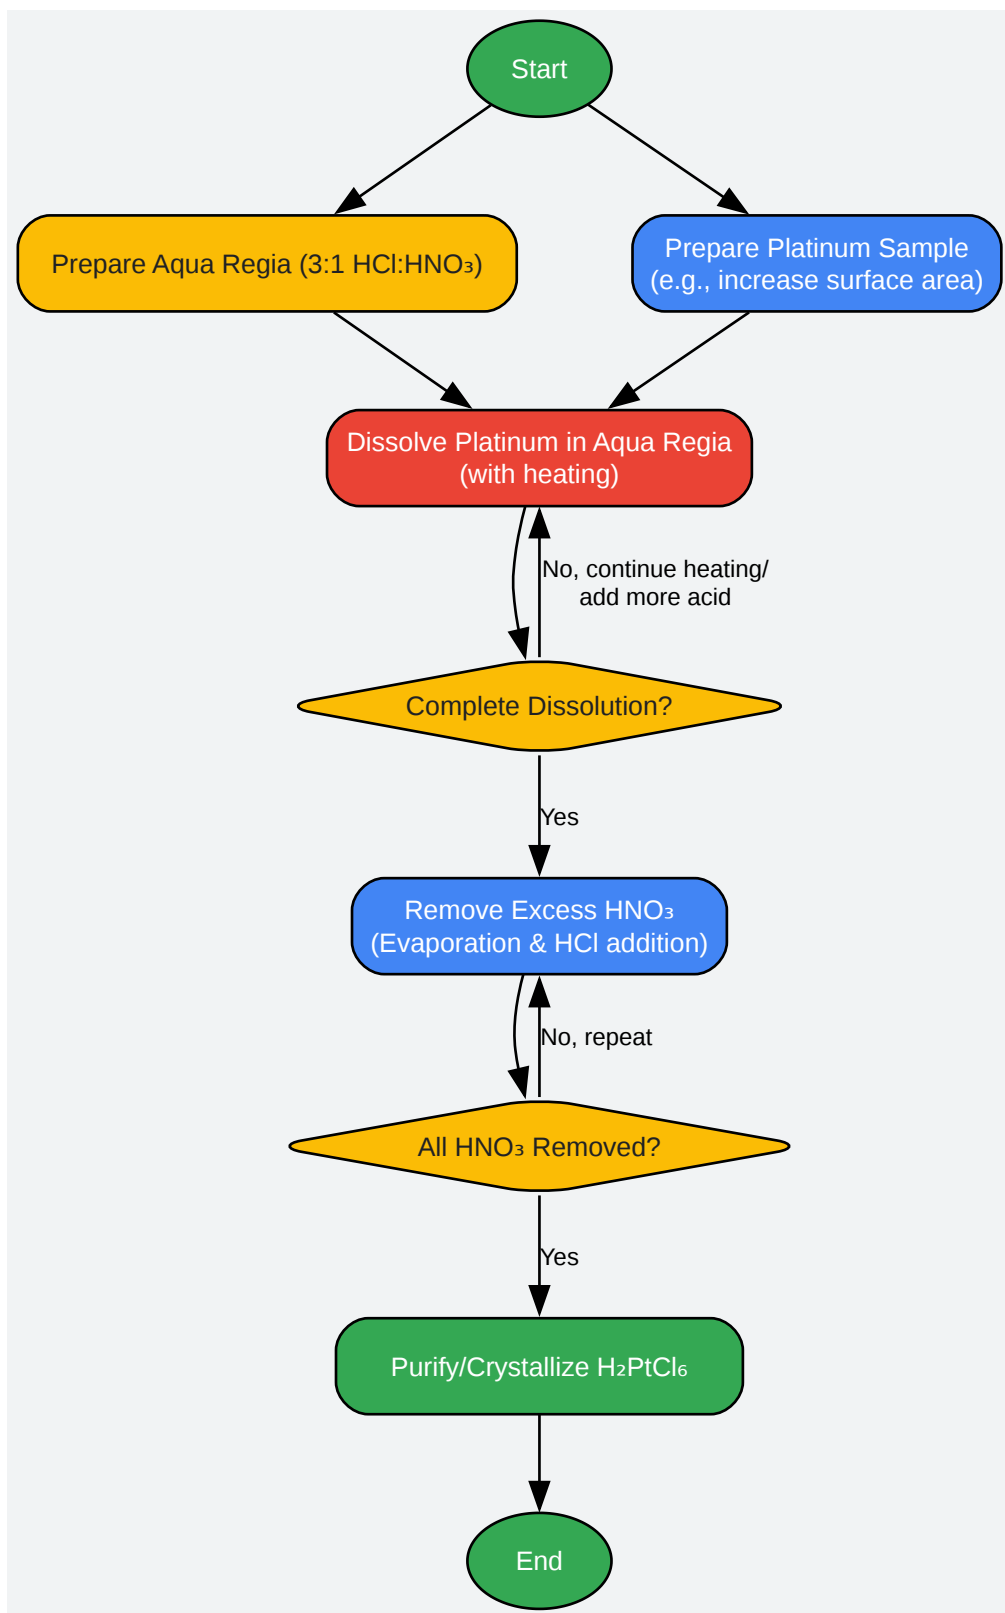 Start
Prepare Aqua Regia (3:1 HCl:HNO₃)
Prepare Platinum Sample
(e.g., increase surface area)
Dissolve Platinum in Aqua Regia
(with heating)
No, continue heating/
add more acid
Complete Dissolution?
Yes
Remove Excess HNO₃
(Evaporation & HCl addition)
No, repeat
All HNO₃ Removed?
Yes
Purify/Crystallize H₂PtCl₆
End